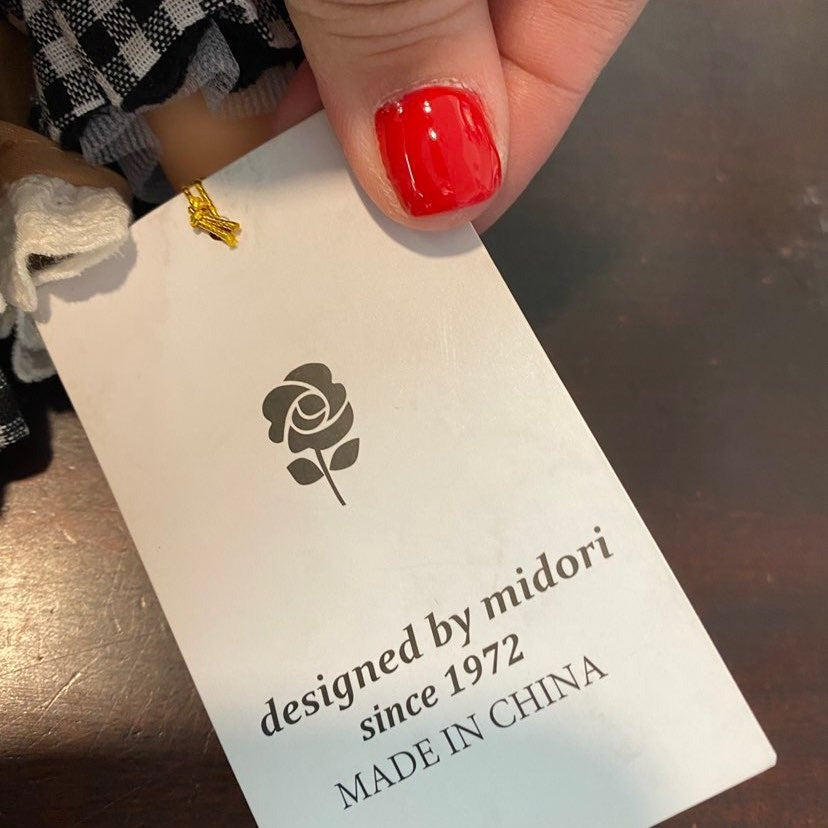 designed by midori
since 1972
MADE IN CHINA